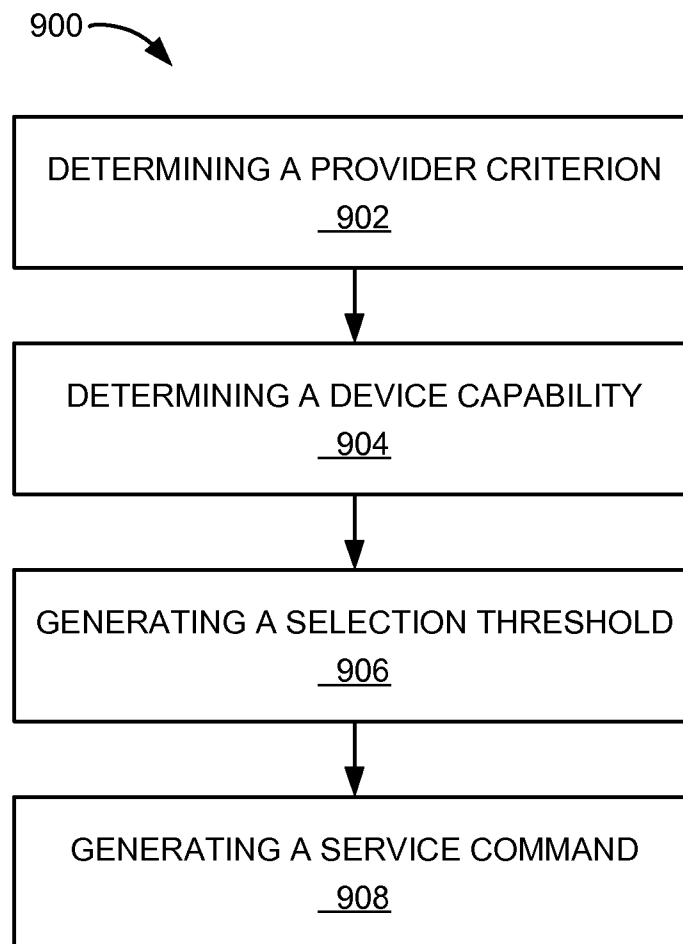 900
DETERMINING A PROVIDER CRITERION
902
DETERMINING A DEVICE CAPABILITY
904
GENERATING A SELECTION THRESHOLD
906
GENERATING A SERVICE COMMAND
908